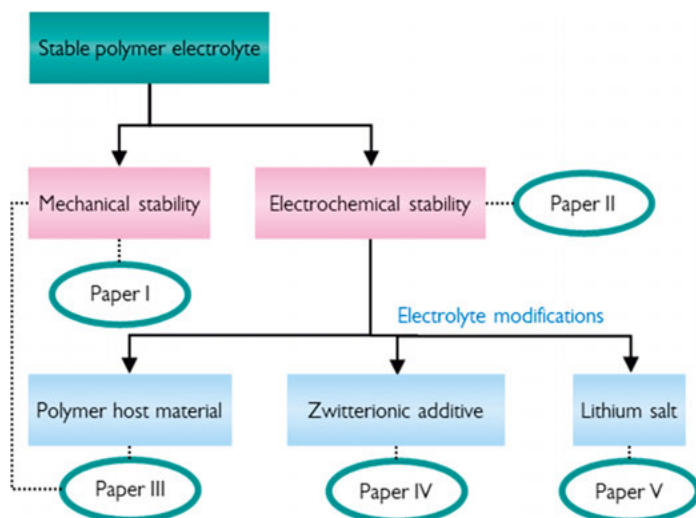 Stable polymer electrolyte
Mechanical stability
Electrochemical stability
Paper II
Paper I
Electrolyte modifications
Polymer host material
Zwitterionic additive
Lithium salt
Paper III
Paper IV
Paper V